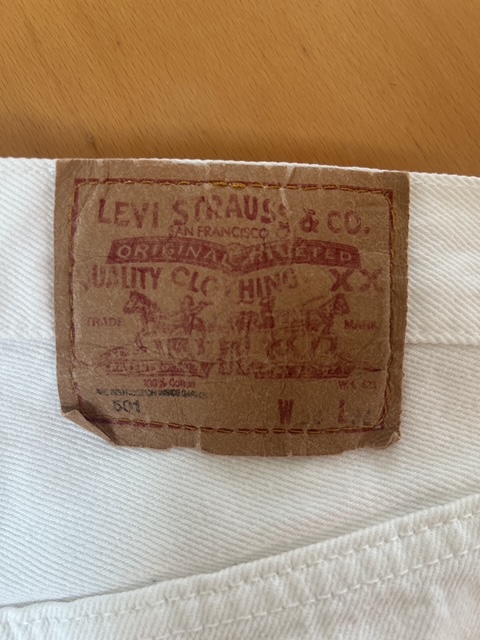 LEVI STRAUSS & CO.
SAN FRANCISCO
ORIGINAL RIVETED
QUALITY CLOTHING XX
TRADE MARK
100% Cotton
501 W L